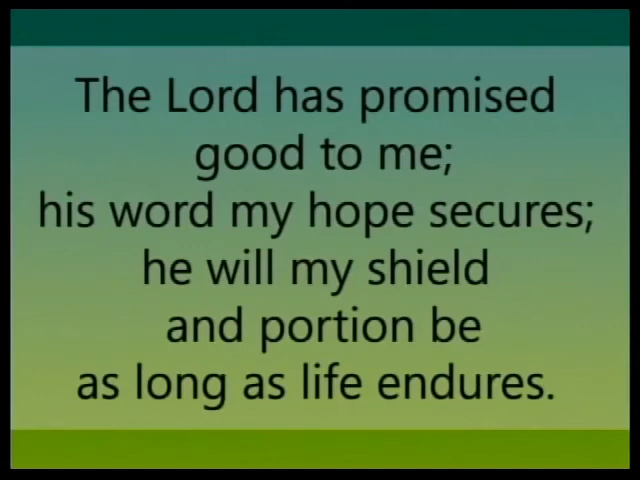 The Lord has promised
good to me;
his word my hope secures;
he will my shield
and portion be
as long as life endures.